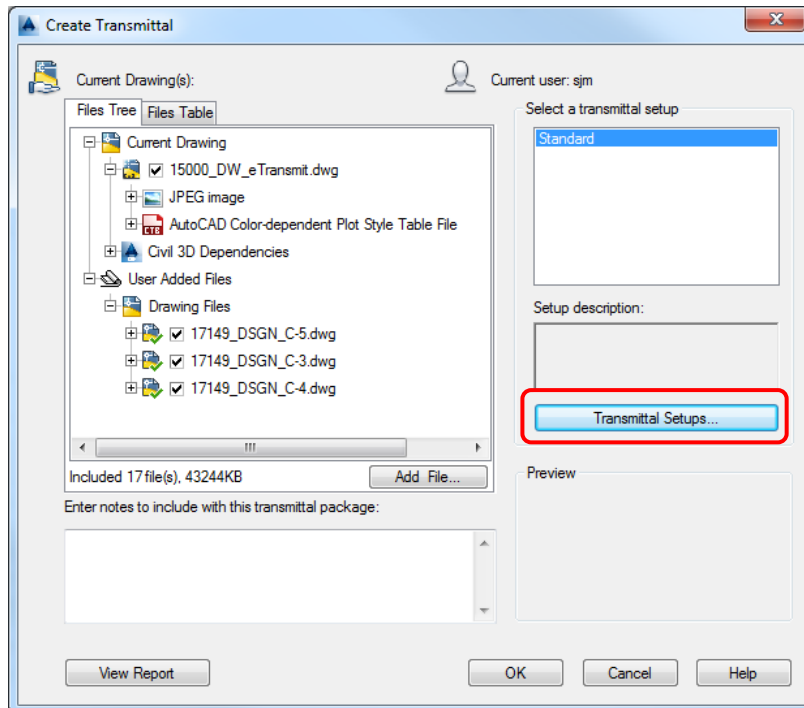 Create Transmittal
Current Drawing(s):
Current user: sjm
Files Tree
Files Table
Current Drawing
15000_DW_eTransmit.dwg
JPEG image
CTB
AutoCAD Color-dependent Plot Style Table File
Civil 3D Dependencies
User Added Files
Drawing Files
17149_DSGN_C-5.dwg
17149_DSGN_C-3.dwg
17149_DSGN_C-4.dwg
Included 17 file(s), 43244KB
Add File...
Enter notes to include with this transmittal package:
Select a transmittal setup
Standard
Setup description:
Transmittal Setups...
Preview
View Report
OK
Cancel
Help